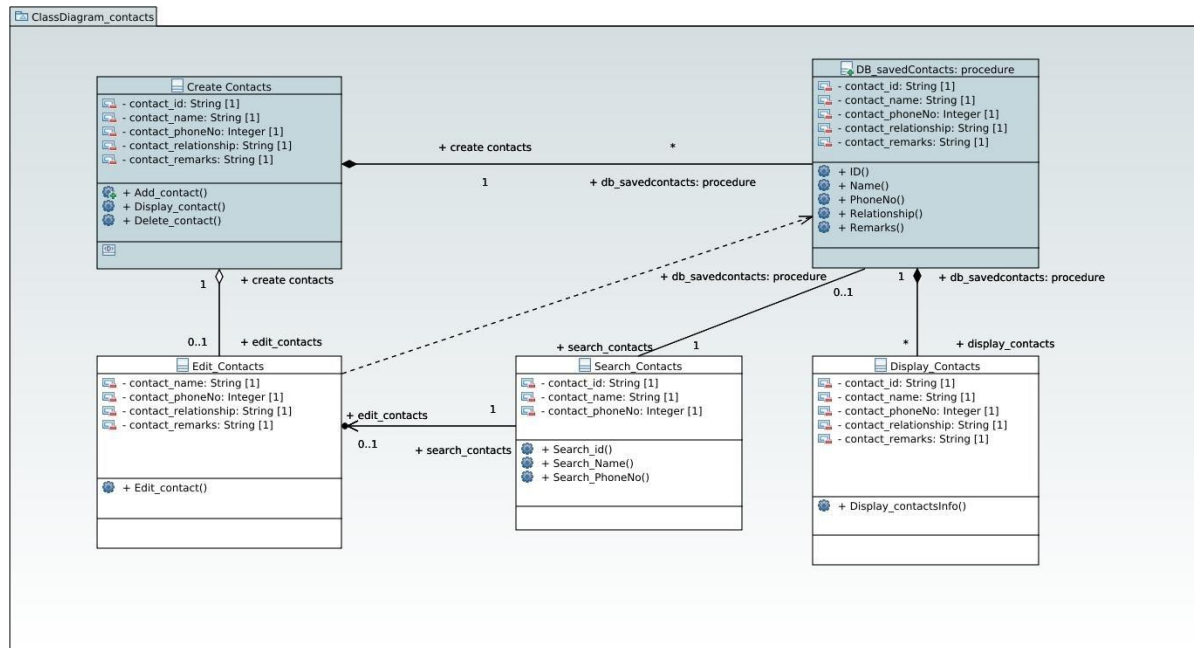 ClassDiagram_contacts
Create Contacts
- contact_id: String [1]
- contact_name: String [1]
- contact_phoneNo: Integer [1]
- contact_relationship: String [1]
- contact_remarks: String [1]
+ Add_contact()
+ Display_contact()
+ Delete_contact()
DB_savedContacts: procedure
- contact_id: String [1]
- contact_name: String [1]
- contact_phoneNo: Integer [1]
- contact_relationship: String [1]
- contact_remarks: String [1]
+ ID()
+ Name()
+ PhoneNo()
+ Relationship()
+ Remarks()
+ create contacts
*
1
+ db_savedcontacts: procedure
1
+ create contacts
0..1
+ edit_contacts
+ db_savedcontacts: procedure
0..1
+ search_contacts
1
1
+ db_savedcontacts: procedure
*
+ display_contacts
Edit_Contacts
- contact_name: String [1]
- contact_phoneNo: Integer [1]
- contact_relationship: String [1]
- contact_remarks: String [1]
+ Edit_contact()
+ edit_contacts
1
0..1
+ search_contacts
Search_Contacts
- contact_id: String [1]
- contact_name: String [1]
- contact_phoneNo: Integer [1]
+ Search_id()
+ Search_Name()
+ Search_PhoneNo()
Display_Contacts
- contact_id: String [1]
- contact_name: String [1]
- contact_phoneNo: Integer [1]
- contact_relationship: String [1]
- contact_remarks: String [1]
+ Display_contactsInfo()